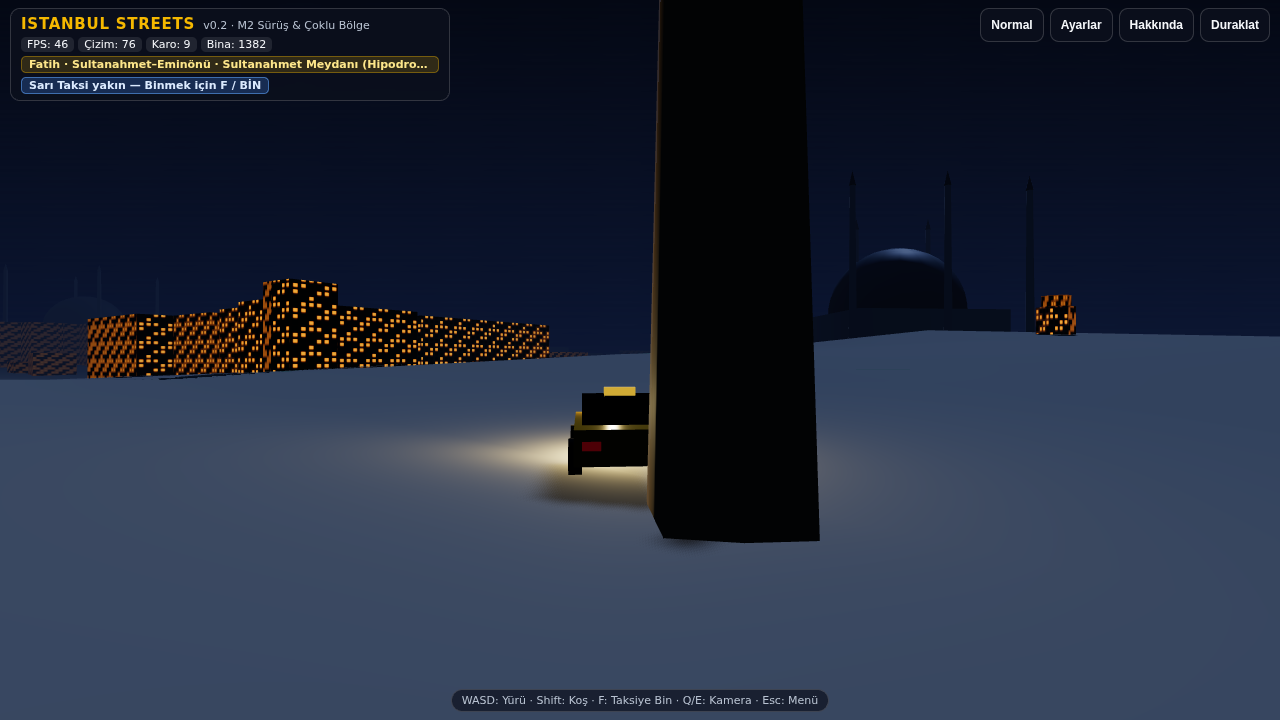 ISTANBUL STREETS v0.2 · M2 Sürüş & Çoklu Bölge
FPS: 46 Çizim: 76 Karo: 9 Bina: 1382
Fatih · Sultanahmet–Eminönü · Sultanahmet Meydanı (Hipodro…
Sarı Taksi yakın — Binmek için F / BİN
Normal Ayarlar Hakkında Duraklat
WASD: Yürü · Shift: Koş · F: Taksiye Bin · Q/E: Kamera · Esc: Menü